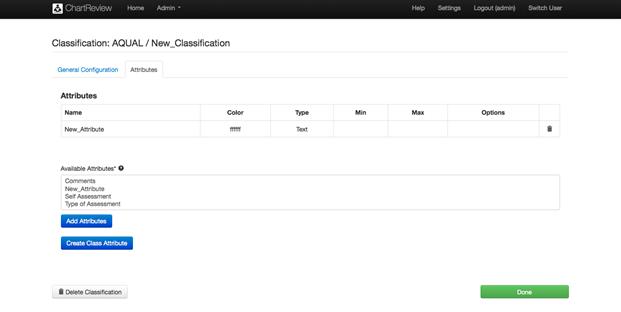 ChartReview Home Admin Help Settings Logout (admin) Switch User
Classification: AQUAL / New_Classification
General Configuration Attributes
Attributes
Name Color Type Min Max Options
New_Attribute ffffff Text
Available Attributes*
Comments
New_Attribute
Self Assessment
Type of Assessment
Add Attributes
Create Class Attribute
Delete Classification Done